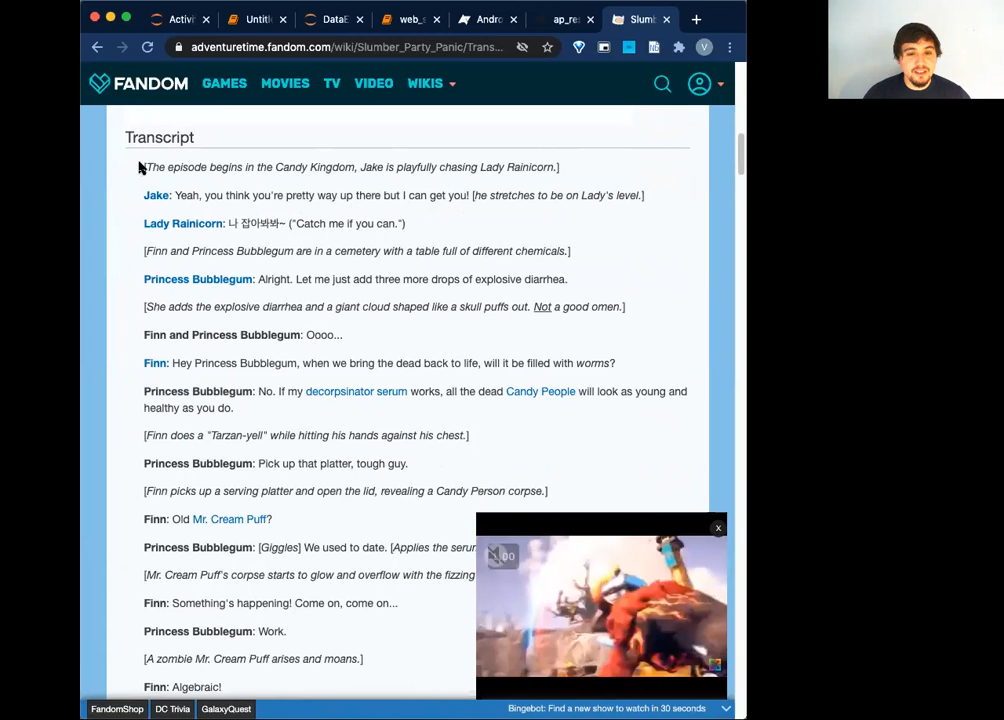 Activi
Untitl
DataE
web_s
Andro
ap_re
Slumb
adventuretime.fandom.com/wiki/Slumber_Party_Panic/Trans...
V
FANDOM GAMES MOVIES TV VIDEO WIKIS
Transcript
[The episode begins in the Candy Kingdom, Jake is playfully chasing Lady Rainicorn.]
Jake: Yeah, you think you're pretty way up there but I can get you! [he stretches to be on Lady's level.]
Lady Rainicorn: 나 잡아봐봐~ ("Catch me if you can.")
[Finn and Princess Bubblegum are in a cemetery with a table full of different chemicals.]
Princess Bubblegum: Alright. Let me just add three more drops of explosive diarrhea.
[She adds the explosive diarrhea and a giant cloud shaped like a skull puffs out. Not a good omen.]
Finn and Princess Bubblegum: Oooo...
Finn: Hey Princess Bubblegum, when we bring the dead back to life, will it be filled with worms?
Princess Bubblegum: No. If my decorpsinator serum works, all the dead Candy People will look as young and
healthy as you do.
[Finn does a "Tarzan-yell" while hitting his hands against his chest.]
Princess Bubblegum: Pick up that platter, tough guy.
[Finn picks up a serving platter and open the lid, revealing a Candy Person corpse.]
Finn: Old Mr. Cream Puff?
Princess Bubblegum: [Giggles] We used to date. [Applies the serum
[Mr. Cream Puff's corpse starts to glow and overflow with the fizzing
Finn: Something's happening! Come on, come on...
Princess Bubblegum: Work.
[A zombie Mr. Cream Puff arises and moans.]
Finn: Algebraic!
X
1:00
FandomShop DC Trivia GalaxyQuest
Bingebot: Find a new show to watch in 30 seconds